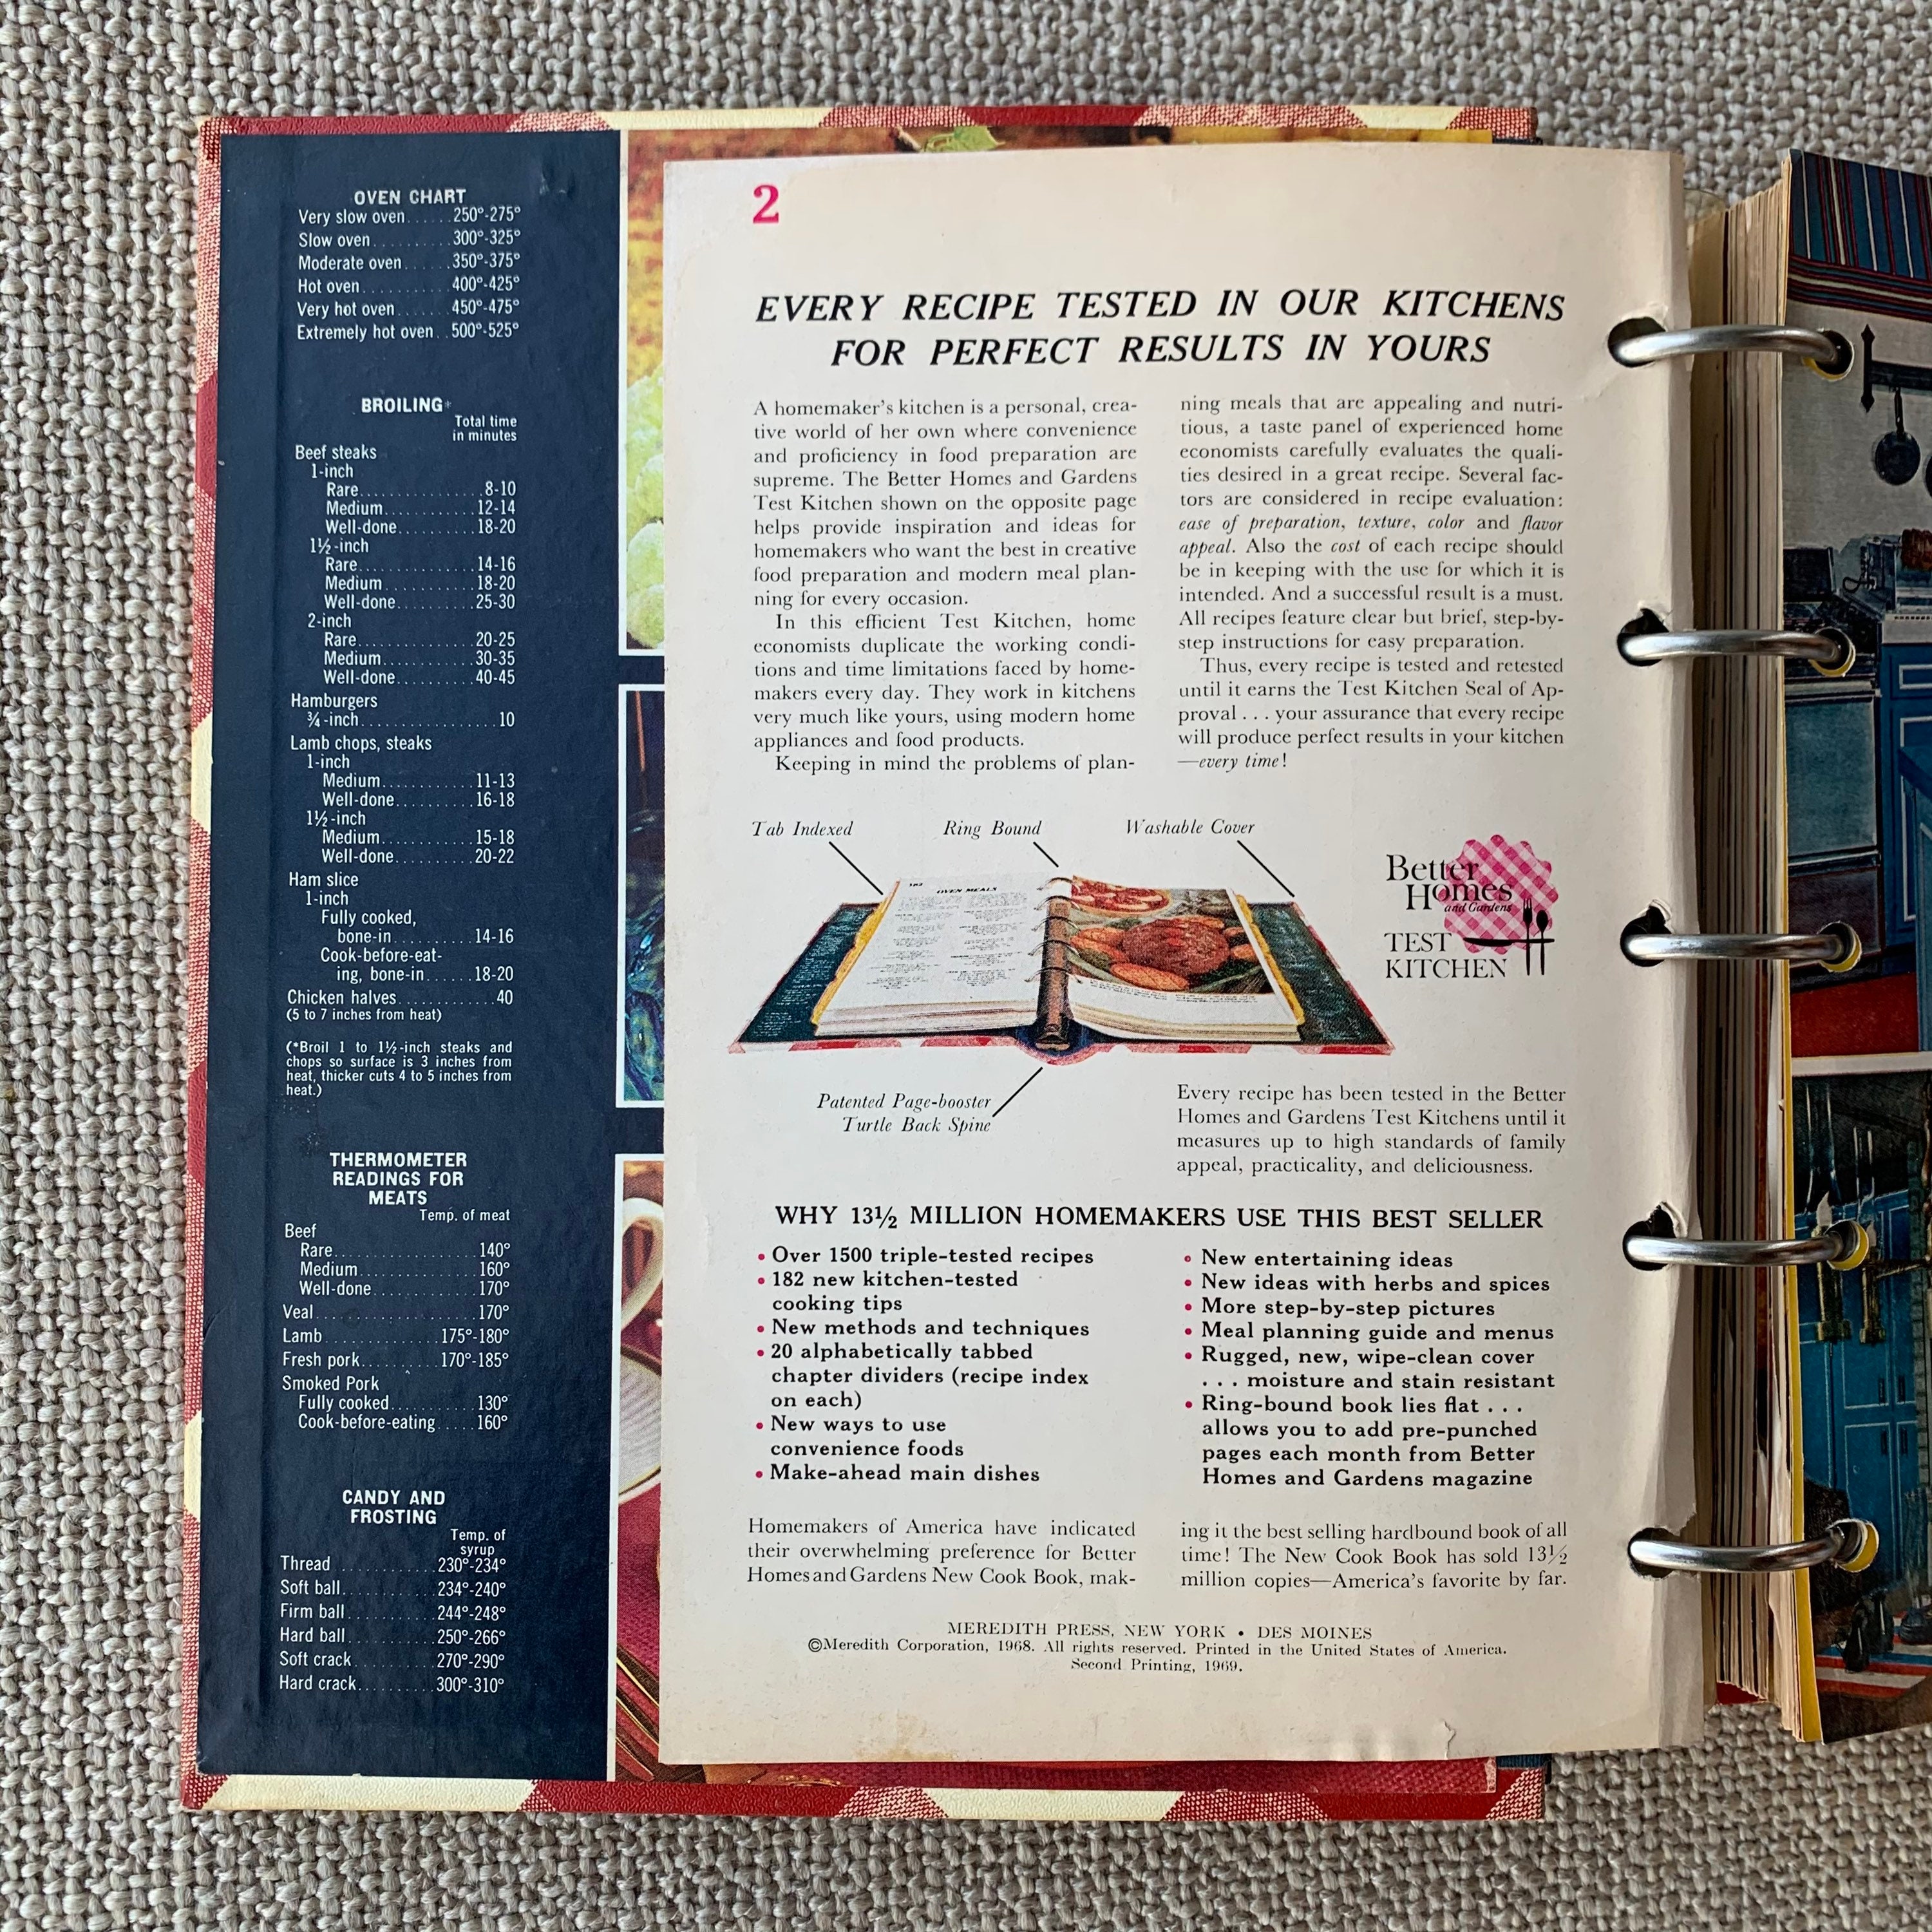 OVEN CHART
Very slow oven......250°-275°
Slow oven..........300°-325°
Moderate oven......350°-375°
Hot oven...........400°-425°
Very hot oven......450°-475°
Extremely hot oven..500°-525°
BROILING*
Total time
in minutes
Beef steaks
1-inch
Rare................8-10
Medium............12-14
Well-done..........18-20
1½-inch
Rare...............14-16
Medium............18-20
Well-done..........25-30
2-inch
Rare...............20-25
Medium............30-35
Well-done..........40-45
Hamburgers
¾-inch.................10
Lamb chops, steaks
1-inch
Medium............11-13
Well-done..........16-18
1½-inch
Medium............15-18
Well-done..........20-22
Ham slice
1-inch
Fully cooked,
bone-in..........14-16
Cook-before-eat-
ing, bone-in......18-20
Chicken halves............40
(5 to 7 inches from heat)
(*Broil 1 to 1½-inch steaks and
chops so surface is 3 inches from
heat, thicker cuts 4 to 5 inches from
heat.)
THERMOMETER
READINGS FOR
MEATS
Temp. of meat
Beef
Rare.................140°
Medium..............160°
Well-done............170°
Veal....................170°
Lamb..............175°-180°
Fresh pork..........170°-185°
Smoked Pork
Fully cooked...........130°
Cook-before-eating.....160°
CANDY AND
FROSTING
Temp. of
syrup
Thread.............230°-234°
Soft ball...........234°-240°
Firm ball...........244°-248°
Hard ball...........250°-266°
Soft crack..........270°-290°
Hard crack..........300°-310°
2
EVERY RECIPE TESTED IN OUR KITCHENS
FOR PERFECT RESULTS IN YOURS
A homemaker's kitchen is a personal, crea-
tive world of her own where convenience
and proficiency in food preparation are
supreme. The Better Homes and Gardens
Test Kitchen shown on the opposite page
helps provide inspiration and ideas for
homemakers who want the best in creative
food preparation and modern meal plan-
ning for every occasion.
In this efficient Test Kitchen, home
economists duplicate the working condi-
tions and time limitations faced by home-
makers every day. They work in kitchens
very much like yours, using modern home
appliances and food products.
Keeping in mind the problems of plan-
ning meals that are appealing and nutri-
tious, a taste panel of experienced home
economists carefully evaluates the quali-
ties desired in a great recipe. Several fac-
tors are considered in recipe evaluation:
ease of preparation, texture, color and flavor
appeal. Also the cost of each recipe should
be in keeping with the use for which it is
intended. And a successful result is a must.
All recipes feature clear but brief, step-by-
step instructions for easy preparation.
Thus, every recipe is tested and retested
until it earns the Test Kitchen Seal of Ap-
proval . . . your assurance that every recipe
will produce perfect results in your kitchen
—every time!
Tab Indexed
Ring Bound
Washable Cover
182
OVEN MEALS
Better
Homes
and Gardens
TEST
KITCHEN
Patented Page-booster
Turtle Back Spine
Every recipe has been tested in the Better
Homes and Gardens Test Kitchens until it
measures up to high standards of family
appeal, practicality, and deliciousness.
WHY 13½ MILLION HOMEMAKERS USE THIS BEST SELLER
• Over 1500 triple-tested recipes
• 182 new kitchen-tested
cooking tips
• New methods and techniques
• 20 alphabetically tabbed
chapter dividers (recipe index
on each)
• New ways to use
convenience foods
• Make-ahead main dishes
• New entertaining ideas
• New ideas with herbs and spices
• More step-by-step pictures
• Meal planning guide and menus
• Rugged, new, wipe-clean cover
. . . moisture and stain resistant
• Ring-bound book lies flat . . .
allows you to add pre-punched
pages each month from Better
Homes and Gardens magazine
Homemakers of America have indicated
their overwhelming preference for Better
Homes and Gardens New Cook Book, mak-
ing it the best selling hardbound book of all
time! The New Cook Book has sold 13½
million copies—America's favorite by far.
MEREDITH PRESS, NEW YORK • DES MOINES
©Meredith Corporation, 1968. All rights reserved. Printed in the United States of America.
Second Printing, 1969.